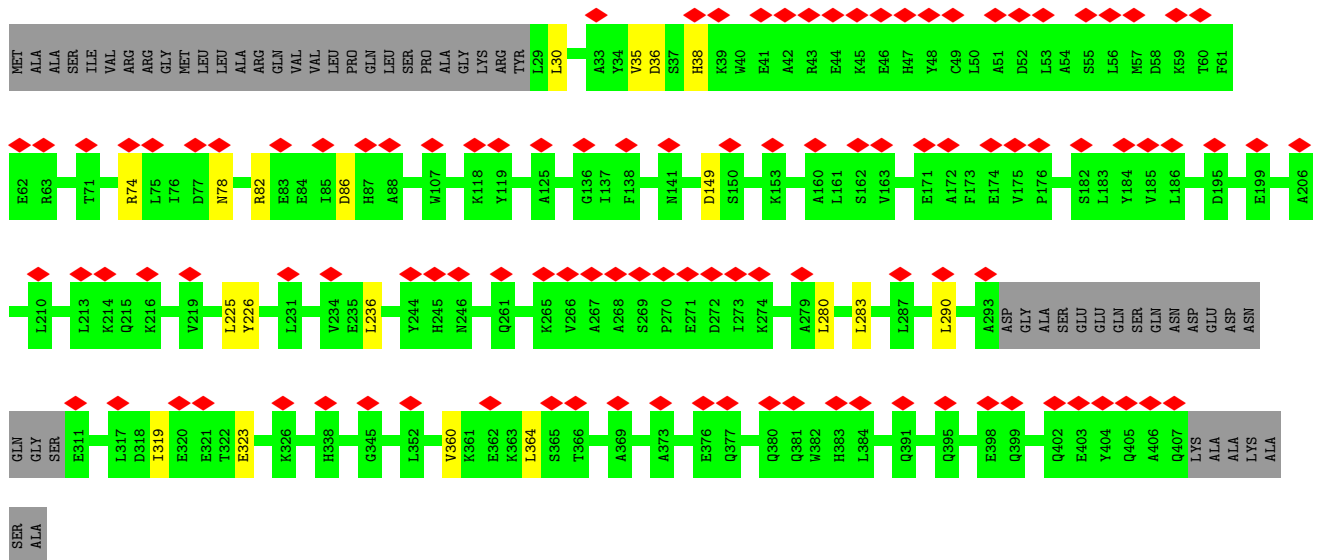 MET ALA ALA SER ILE VAL ARG ARG GLY MET LEU LEU ALA ARG GLN VAL VAL LEU PRO GLN LEU SER PRO ALA GLY LYS ARG TYR L29 L30 A33 Y34 V35 D36 S37 H38 K39 W40 E41 A42 R43 E44 K45 E46 H47 Y48 C49 L50 A51 D52 L53 A54 S55 L56 M57 D58 K59 T60 F61
E62 R63 T71 R74 L75 I76 D77 N78 R82 E83 E84 I85 D86 H87 A88 W107 K118 Y119 A125 G136 I137 F138 N141 D149 S150 K153 A160 L161 S162 V163 E171 A172 F173 E174 V175 P176 S182 L183 Y184 V185 L186 D195 E199 A206
L210 L213 K214 Q215 K216 V219 L225 Y226 L231 V234 E235 L236 Y244 H245 N246 Q261 K265 V266 A267 A268 S269 P270 E271 D272 I273 K274 A279 L280 L283 L287 L290 A293 ASP GLY ALA SER GLU GLU GLN SER GLN ASN ASP GLU ASP ASN
GLN GLY SER E311 L317 D318 I319 E320 E321 T322 E323 K326 H338 G345 L352 V360 K361 E362 K363 L364 S365 T366 A369 A373 E376 Q377 Q380 Q381 W382 H383 L384 Q391 Q395 E398 Q399 Q402 E403 Y404 Q405 A406 Q407 LYS ALA ALA LYS ALA
SER ALA